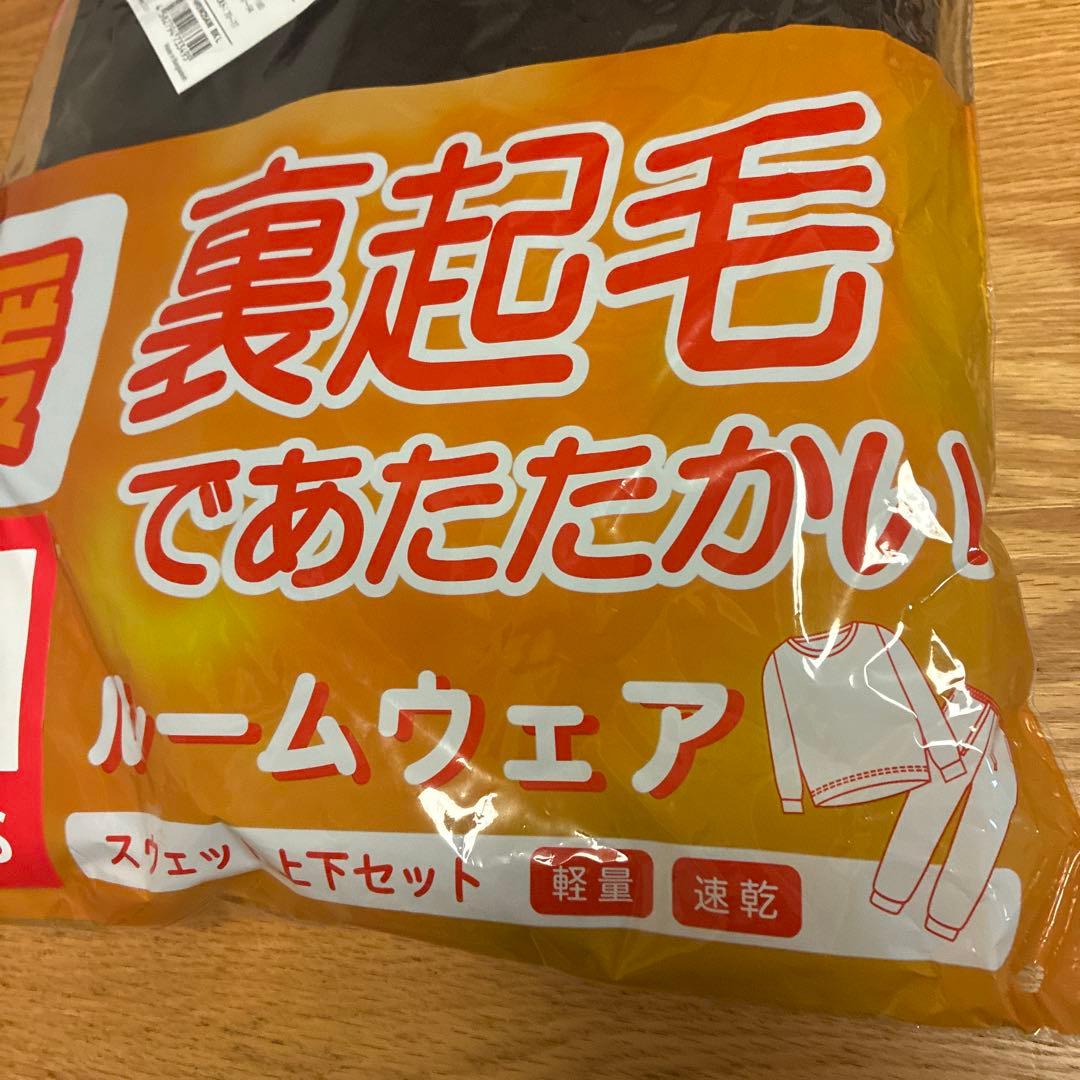 裏起毛
であたたかい
ルームウェア
スウェット上下セット
軽量 速乾